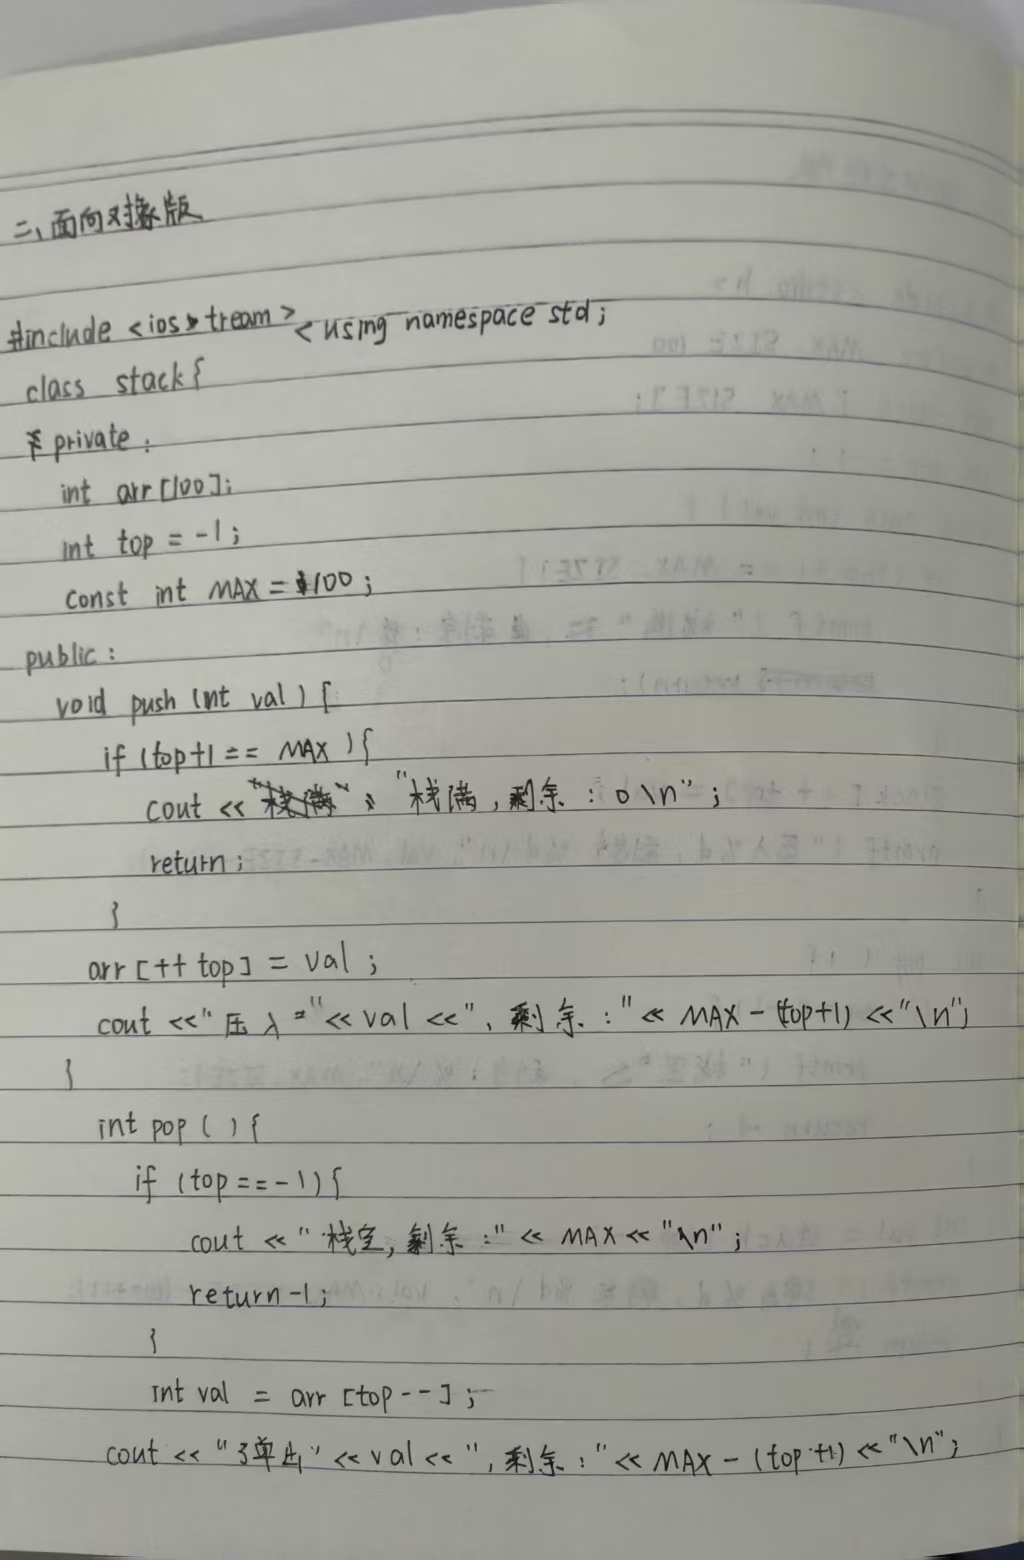 二、面向对象版
#include <iostream> < using namespace std;
class stack{
private:
int arr[100];
int top = -1;
const int MAX = 100;
public:
void push (int val) {
if (top+1 == MAX ){
cout << "栈满, 剩余 : 0 \n" ;
return;
}
arr [++ top] = val ;
cout <<"压入"<< val <<", 剩余 :"<< MAX - (top+1) <<"\n";
}
int pop ( ) {
if (top == -1) {
cout << "栈空, 剩余 :"<< MAX << "\n" ;
return -1;
}
int val = arr [top --] ;
cout << "弹出" << val << ", 剩余 : "<< MAX - (top +1) <<"\n";